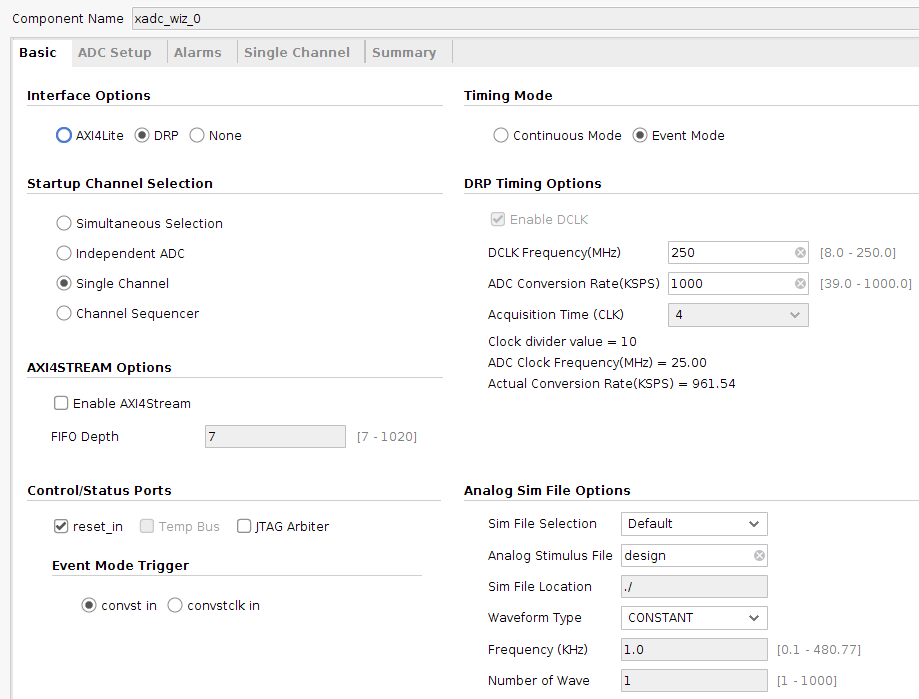 Component Name xadc_wiz_0
Basic ADC Setup Alarms Single Channel Summary
Interface Options
AXI4Lite DRP None
Startup Channel Selection
Simultaneous Selection
Independent ADC
Single Channel
Channel Sequencer
AXI4STREAM Options
Enable AXI4Stream
FIFO Depth 7 [7 - 1020]
Control/Status Ports
reset_in Temp Bus JTAG Arbiter
Event Mode Trigger
convst in convstclk in
Timing Mode
Continuous Mode Event Mode
DRP Timing Options
Enable DCLK
DCLK Frequency(MHz) 250 [8.0 - 250.0]
ADC Conversion Rate(KSPS) 1000 [39.0 - 1000.0]
Acquisition Time (CLK) 4
Clock divider value = 10
ADC Clock Frequency(MHz) = 25.00
Actual Conversion Rate(KSPS) = 961.54
Analog Sim File Options
Sim File Selection Default
Analog Stimulus File design
Sim File Location ./
Waveform Type CONSTANT
Frequency (KHz) 1.0 [0.1 - 480.77]
Number of Wave 1 [1 - 1000]